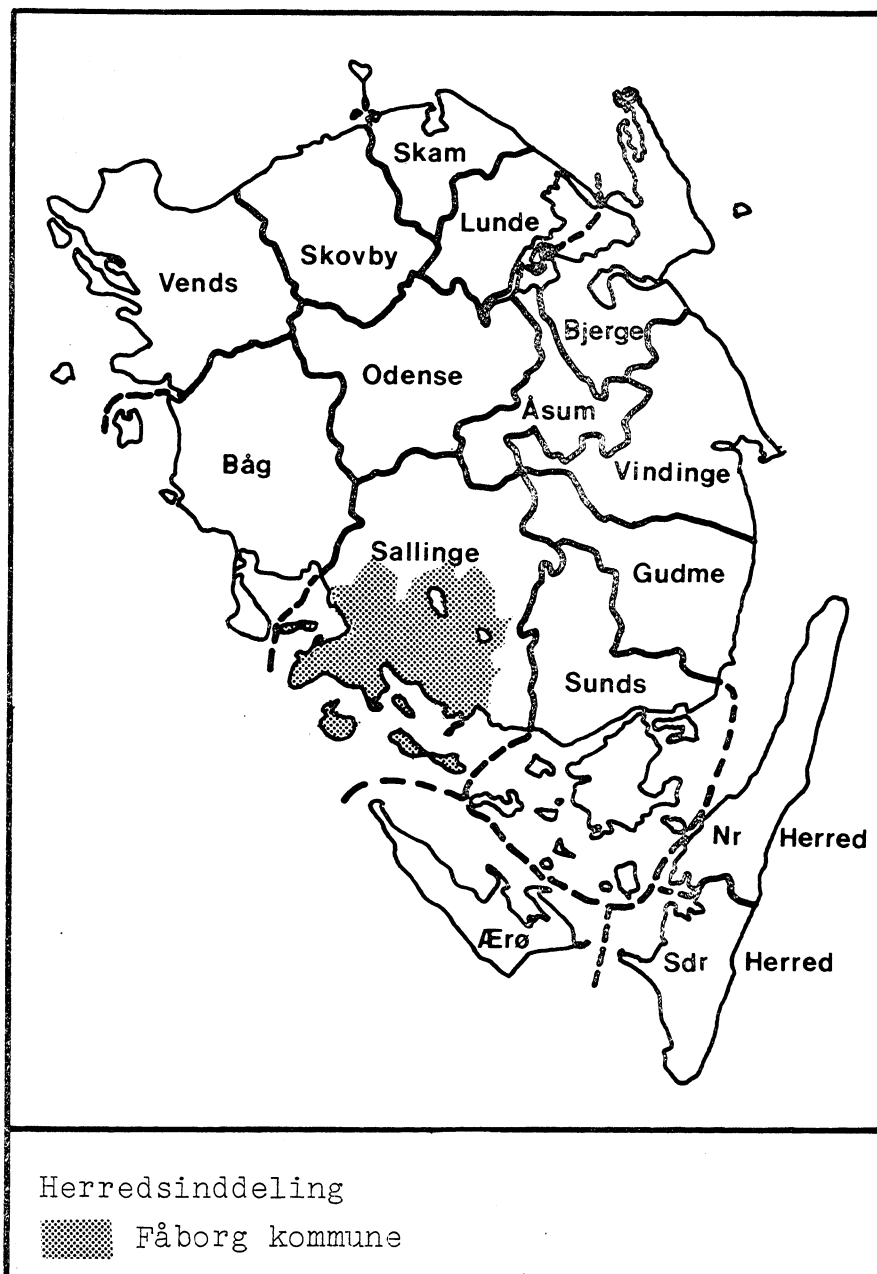 Skam
Lunde
Skovby
Vends
Bjerge
Odense
Åsum
Båg
Vindinge
Sallinge
Gudme
Sunds
Nr Herred
Ærø
Sdr Herred
Herredsinddeling
Fåborg kommune